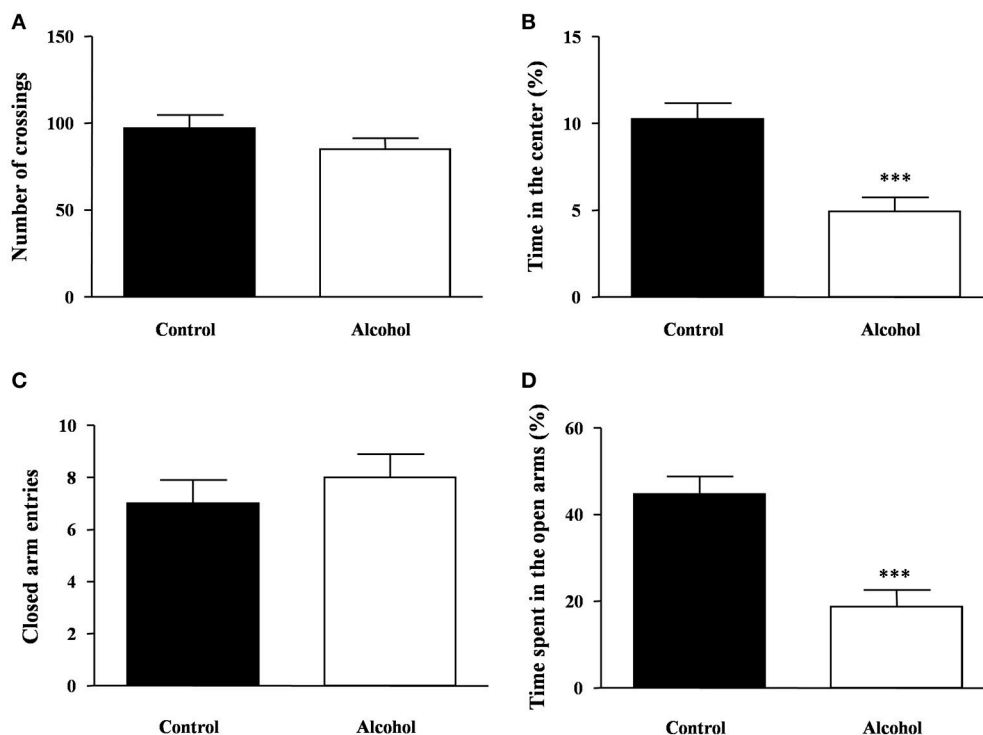 A
Number of crossings
150
100
50
0
Control Alcohol
B
Time in the center (%)
15
10
5
0
***
Control Alcohol
C
Closed arm entries
10
8
6
4
2
0
Control Alcohol
D
Time spent in the open arms (%)
60
40
20
0
***
Control Alcohol